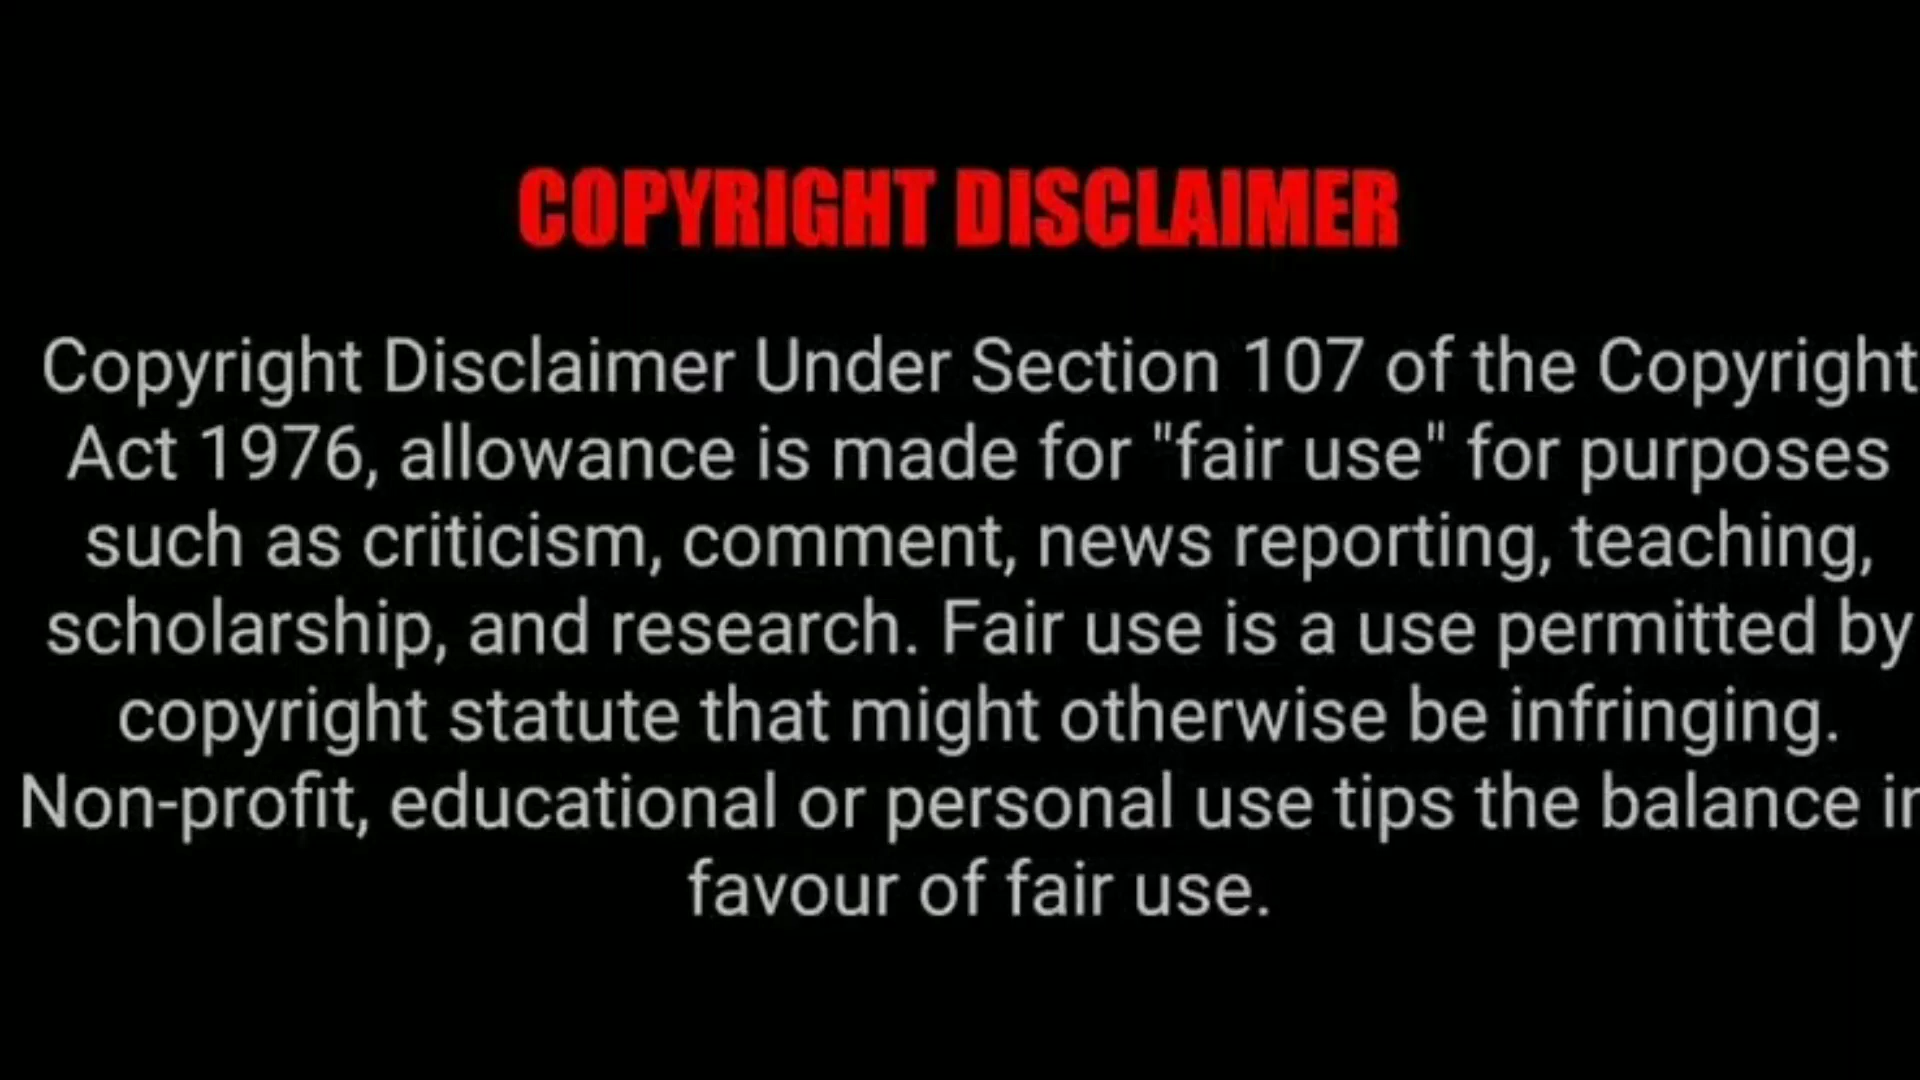 COPYRIGHT DISCLAIMER
Copyright Disclaimer Under Section 107 of the Copyright
Act 1976, allowance is made for "fair use" for purposes
such as criticism, comment, news reporting, teaching,
scholarship, and research. Fair use is a use permitted by
copyright statute that might otherwise be infringing.
Non-profit, educational or personal use tips the balance in
favour of fair use.